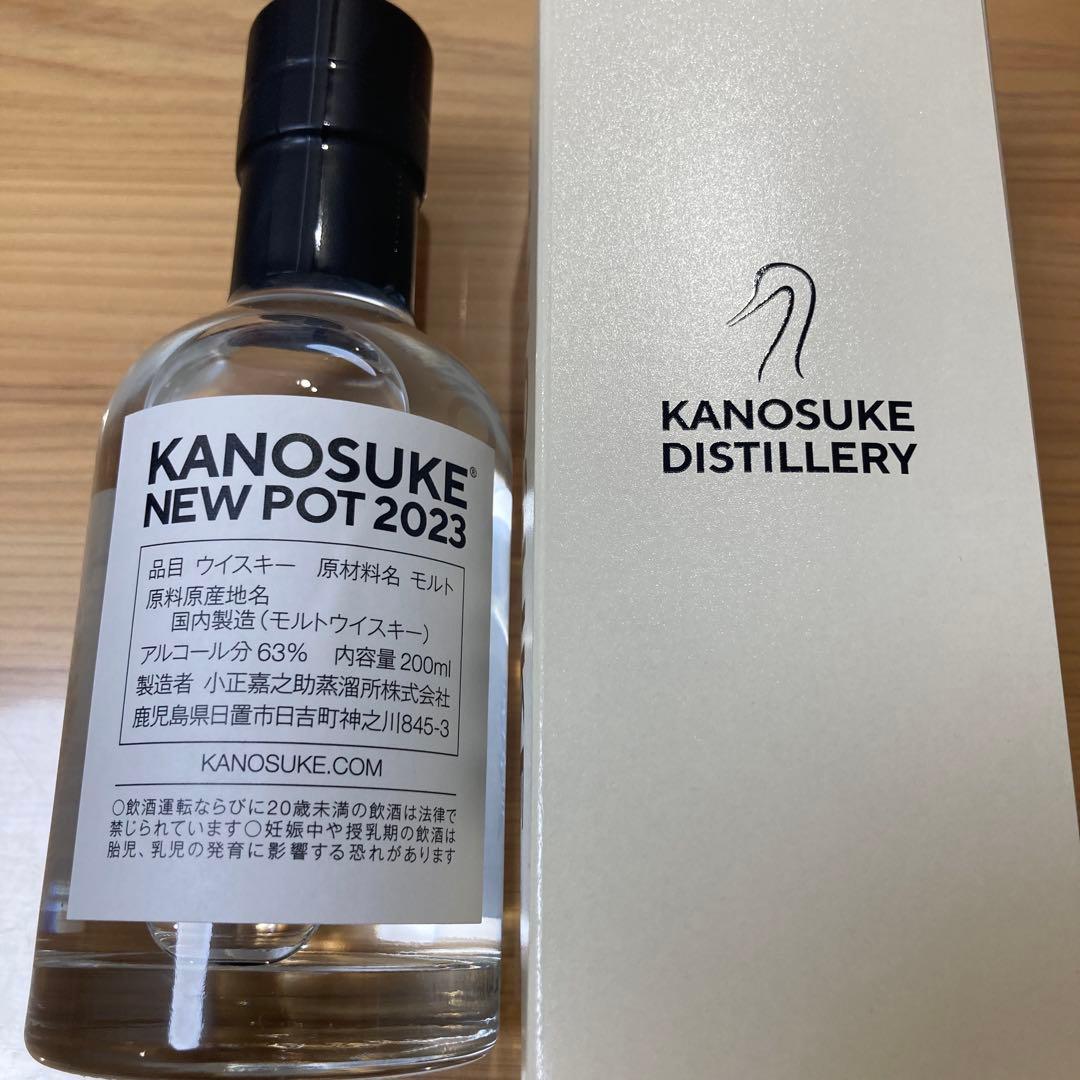 KANOSUKE®
NEW POT 2023
品目 ウイスキー 原材料名 モルト
原料原産地名
国内製造(モルトウイスキー)
アルコール分 63% 内容量 200ml
製造者 小正嘉之助蒸溜所株式会社
鹿児島県日置市日吉町神之川845-3
KANOSUKE.COM
○飲酒運転ならびに20歳未満の飲酒は法律で
禁じられています○妊娠中や授乳期の飲酒は
胎児、乳児の発育に影響する恐れがあります
KANOSUKE
DISTILLERY